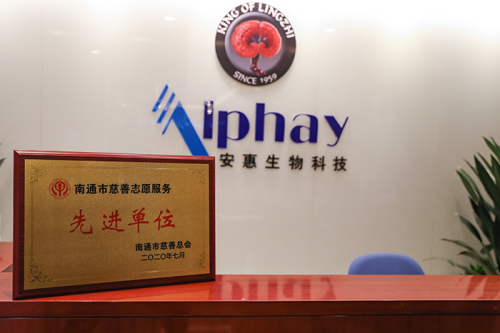 KING OF LINGZHI
SINCE 1959
Alphay
安惠生物科技
南通市慈善志愿服务
先进单位
南通市慈善总会
二〇二〇年七月